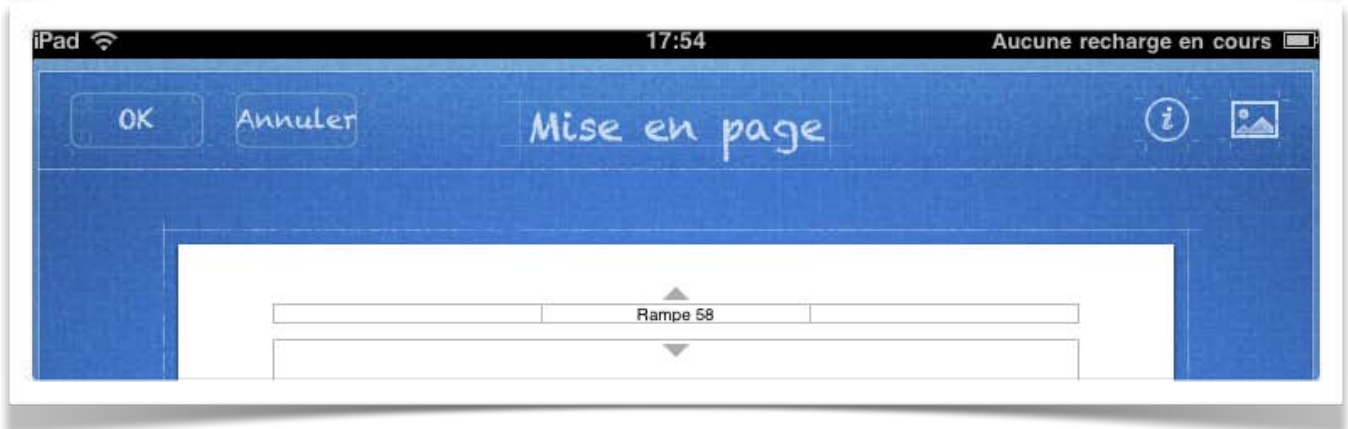 iPad 17:54 Aucune recharge en cours
OK Annuler Mise en page i
Rampe 58